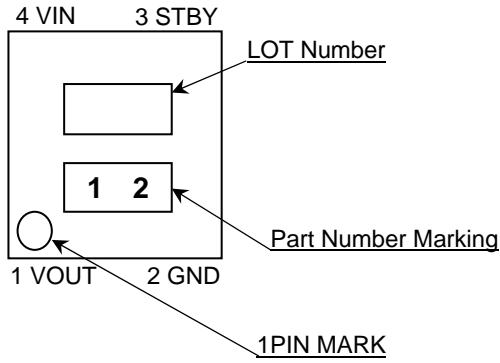 4 VIN 3 STBY
LOT Number
1 2
Part Number Marking
1 VOUT 2 GND
1PIN MARK